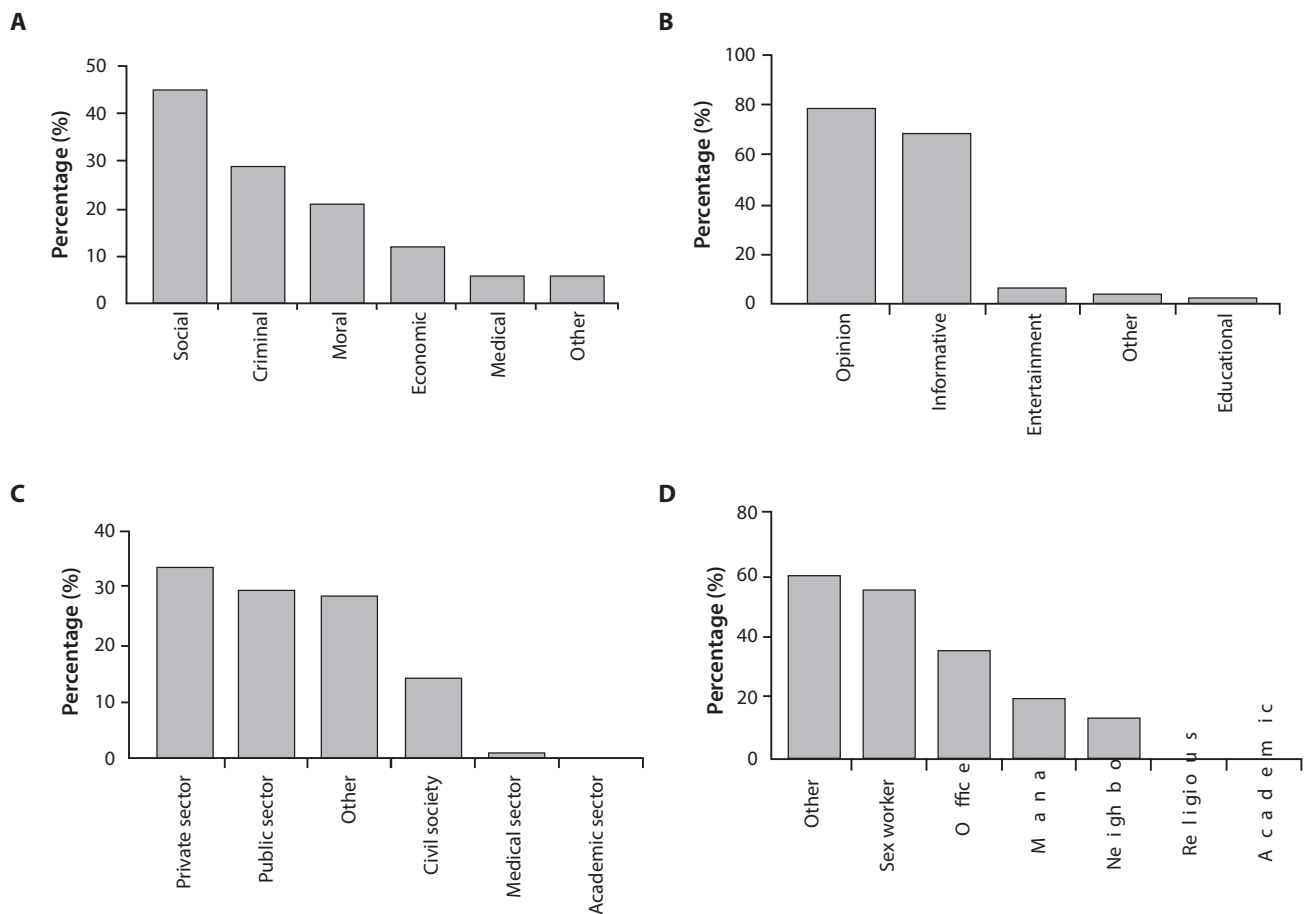 A
50
40
30
20
10
0
Percentage (%)
Social
Criminal
Moral
Economic
Medical
Other
B
100
80
60
40
20
0
Percentage (%)
Opinion
Informative
Entertainment
Other
Educational
C
40
30
20
10
0
Percentage (%)
Private sector
Public sector
Other
Civil society
Medical sector
Academic sector
D
80
60
40
20
0
Percentage (%)
Other
Sex worker
O ffic e
M a n a
Ne i gh bo
Re l igio u s
A c a d e m ic